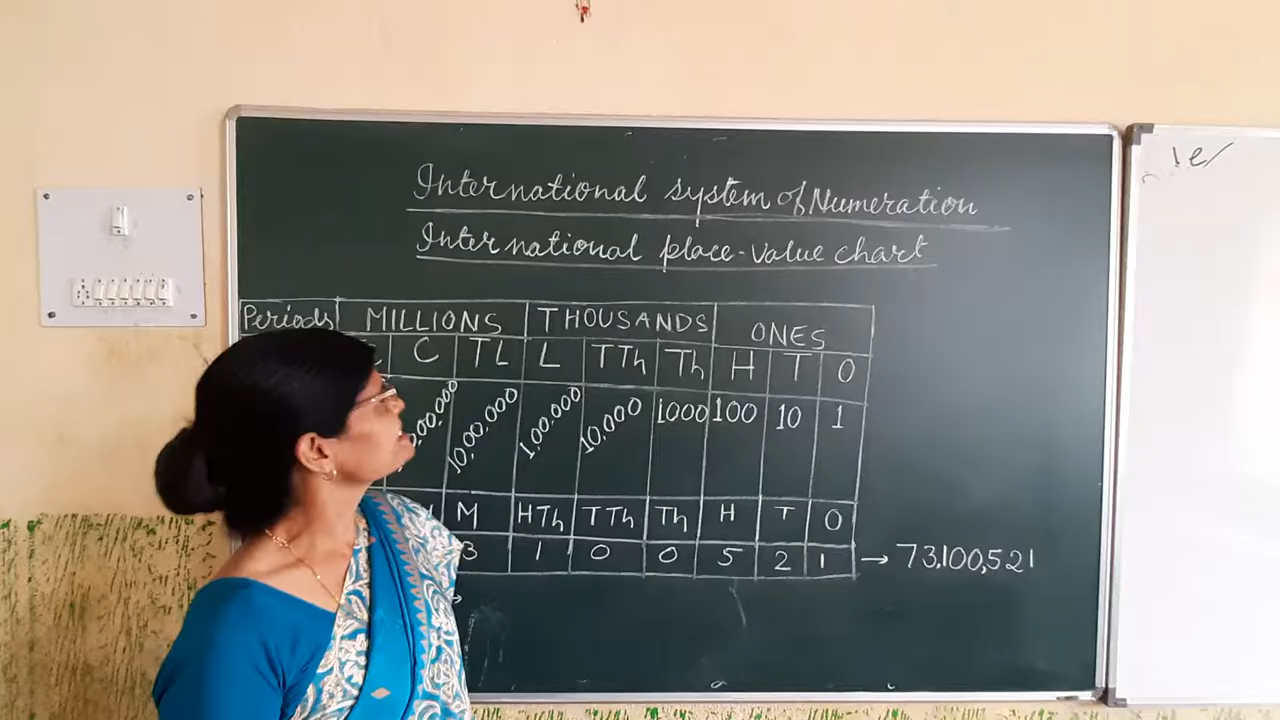 International system of Numeration
International place-value chart
Periods MILLIONS THOUSANDS ONES
C TL L TTh Th H T O
10,00,000 1,00,000 10,000 1000 100 10 1
M HTh TTh Th H T O
3 1 0 0 5 2 1 → 73,100,521